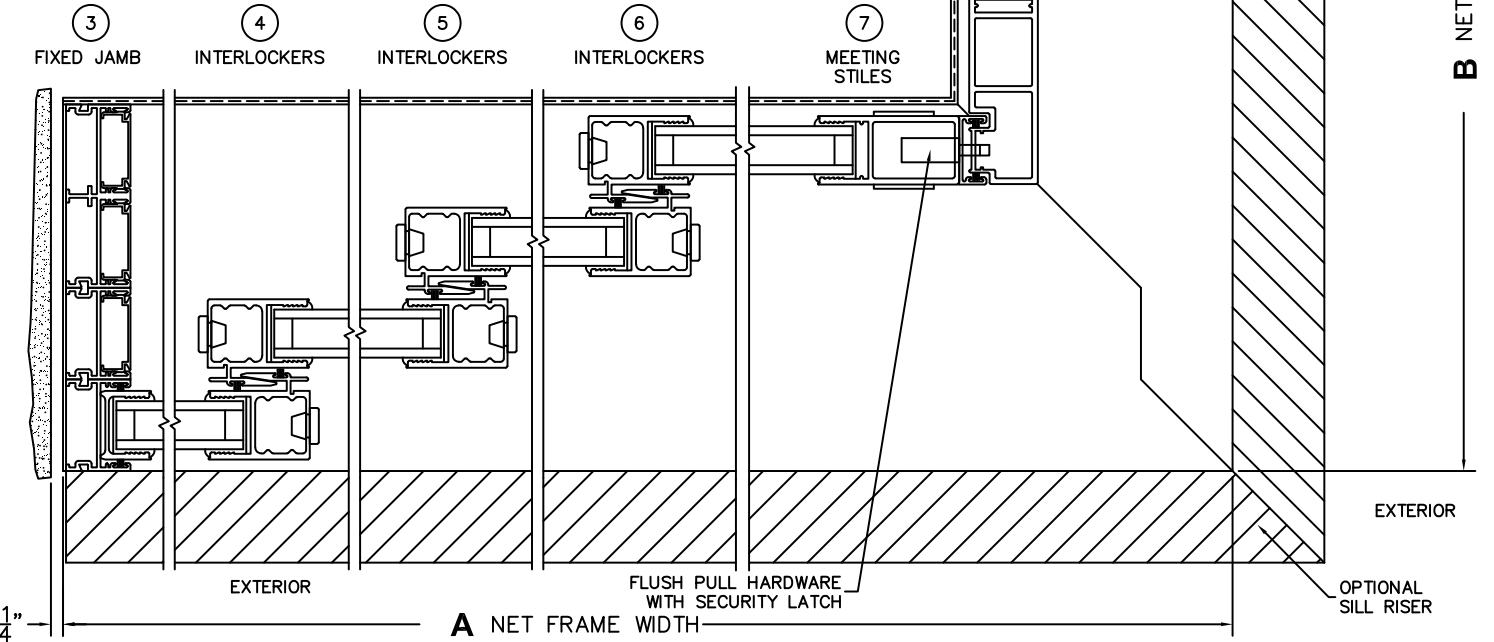 3
FIXED JAMB
4
INTERLOCKERS
5
INTERLOCKERS
6
INTERLOCKERS
7
MEETING
STILES
B NET
EXTERIOR
EXTERIOR
FLUSH PULL HARDWARE
WITH SECURITY LATCH
OPTIONAL
SILL RISER
1/4"
A NET FRAME WIDTH